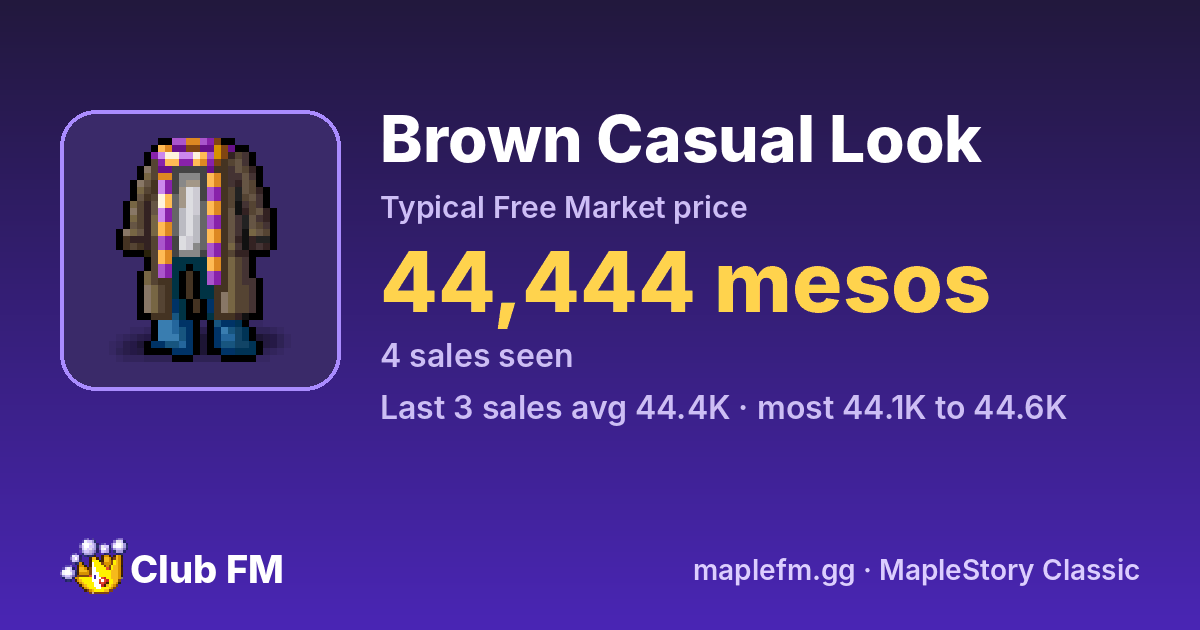 Brown Casual Look
Typical Free Market price
44,444 mesos
4 sales seen
Last 3 sales avg 44.4K · most 44.1K to 44.6K
Club FM
maplefm.gg · MapleStory Classic